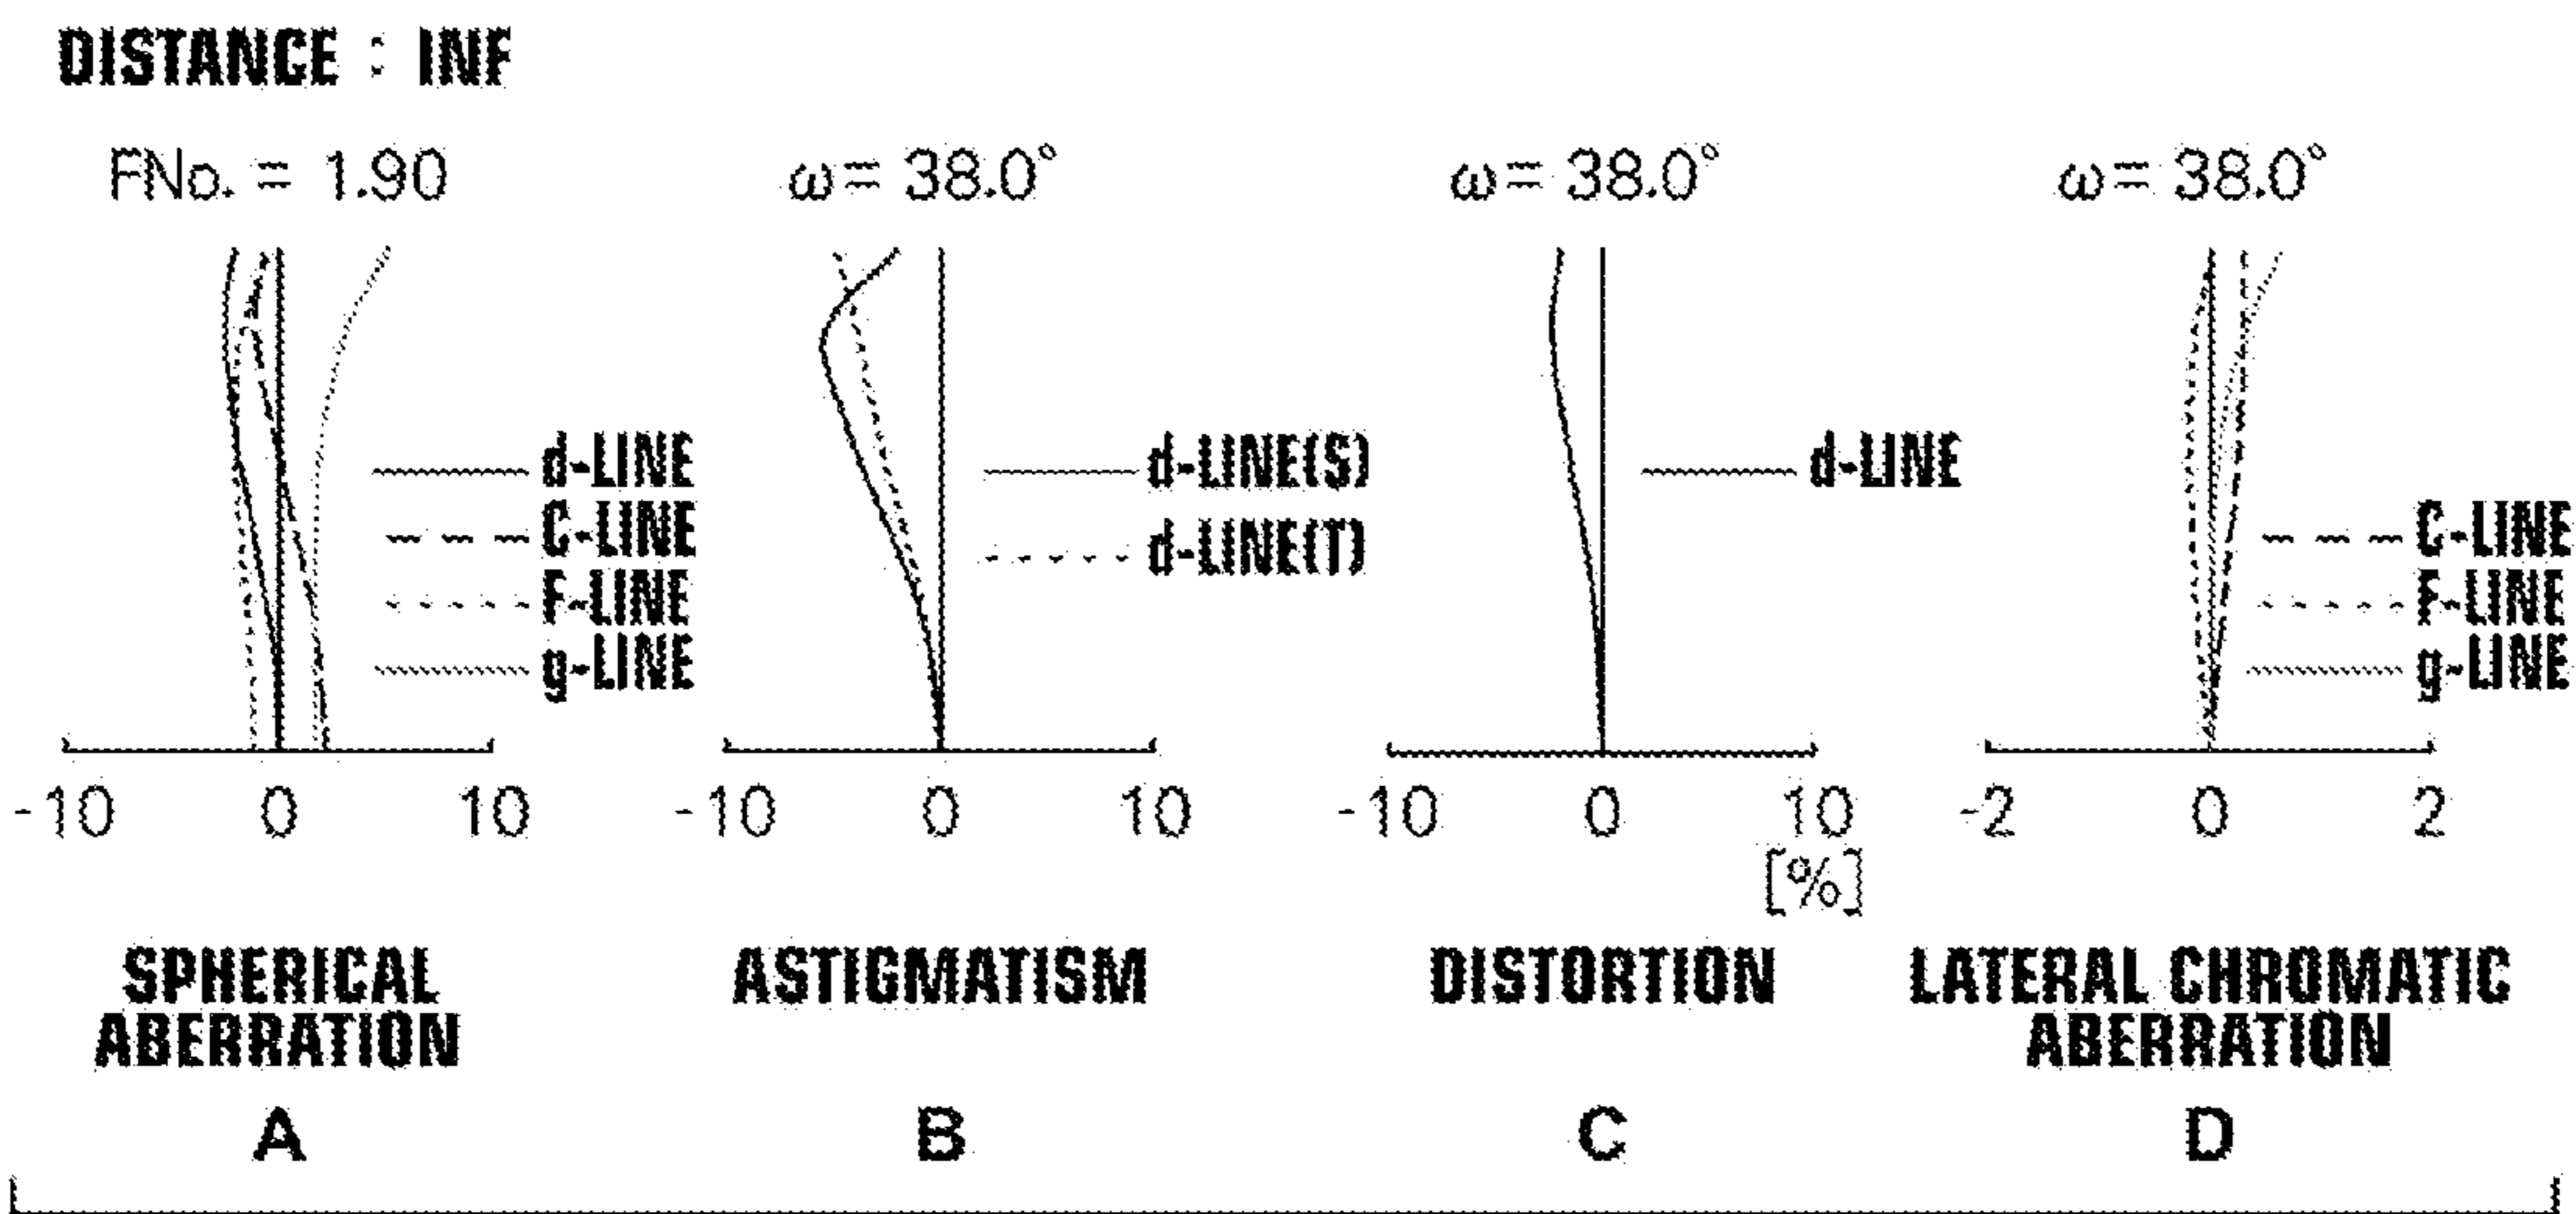 DISTANCE : INF
FNo. = 1.90
d-LINE
C-LINE
F-LINE
g-LINE
-10 0 10
SPHERICAL
ABERRATION
A
ω= 38.0°
d-LINE(S)
d-LINE(T)
-10 0 10
ASTIGMATISM
B
ω= 38.0°
d-LINE
-10 0 10
[%]
DISTORTION
C
ω= 38.0°
C-LINE
F-LINE
g-LINE
-2 0 2
LATERAL CHROMATIC
ABERRATION
D